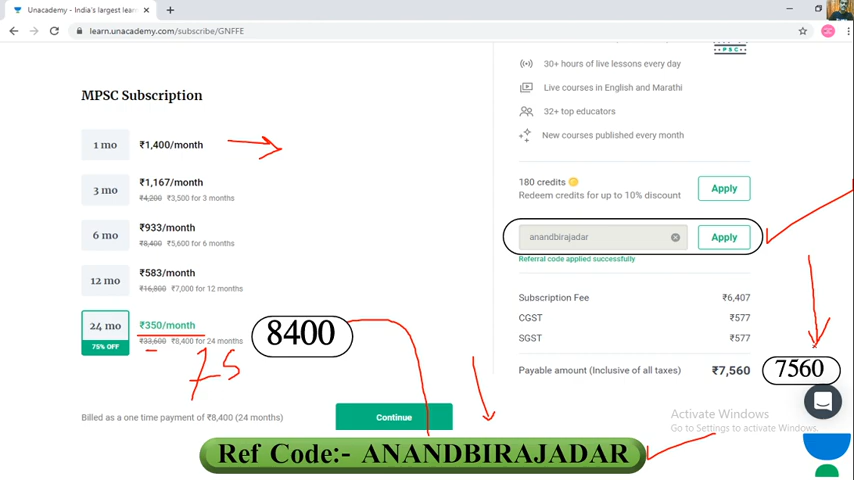 Unacademy - India's largest lear
learn.unacademy.com/subscribe/GNFFE
PSC
30+ hours of live lessons every day
Live courses in English and Marathi
32+ top educators
New courses published every month
MPSC Subscription
1 mo ₹1,400/month
3 mo ₹1,167/month
₹4,200 ₹3,500 for 3 months
6 mo ₹933/month
₹8,400 ₹5,600 for 6 months
12 mo ₹583/month
₹16,800 ₹7,000 for 12 months
24 mo ₹350/month
75% OFF ₹33,600 ₹8,400 for 24 months
8400
75
Billed as a one time payment of ₹8,400 (24 months)
Continue
180 credits
Redeem credits for up to 10% discount
Apply
anandbirajadar
Apply
Referral code applied successfully
Subscription Fee ₹6,407
CGST ₹577
SGST ₹577
Payable amount (Inclusive of all taxes) ₹7,560
7560
Activate Windows
Go to Settings to activate Windows.
Ref Code:- ANANDBIRAJADAR